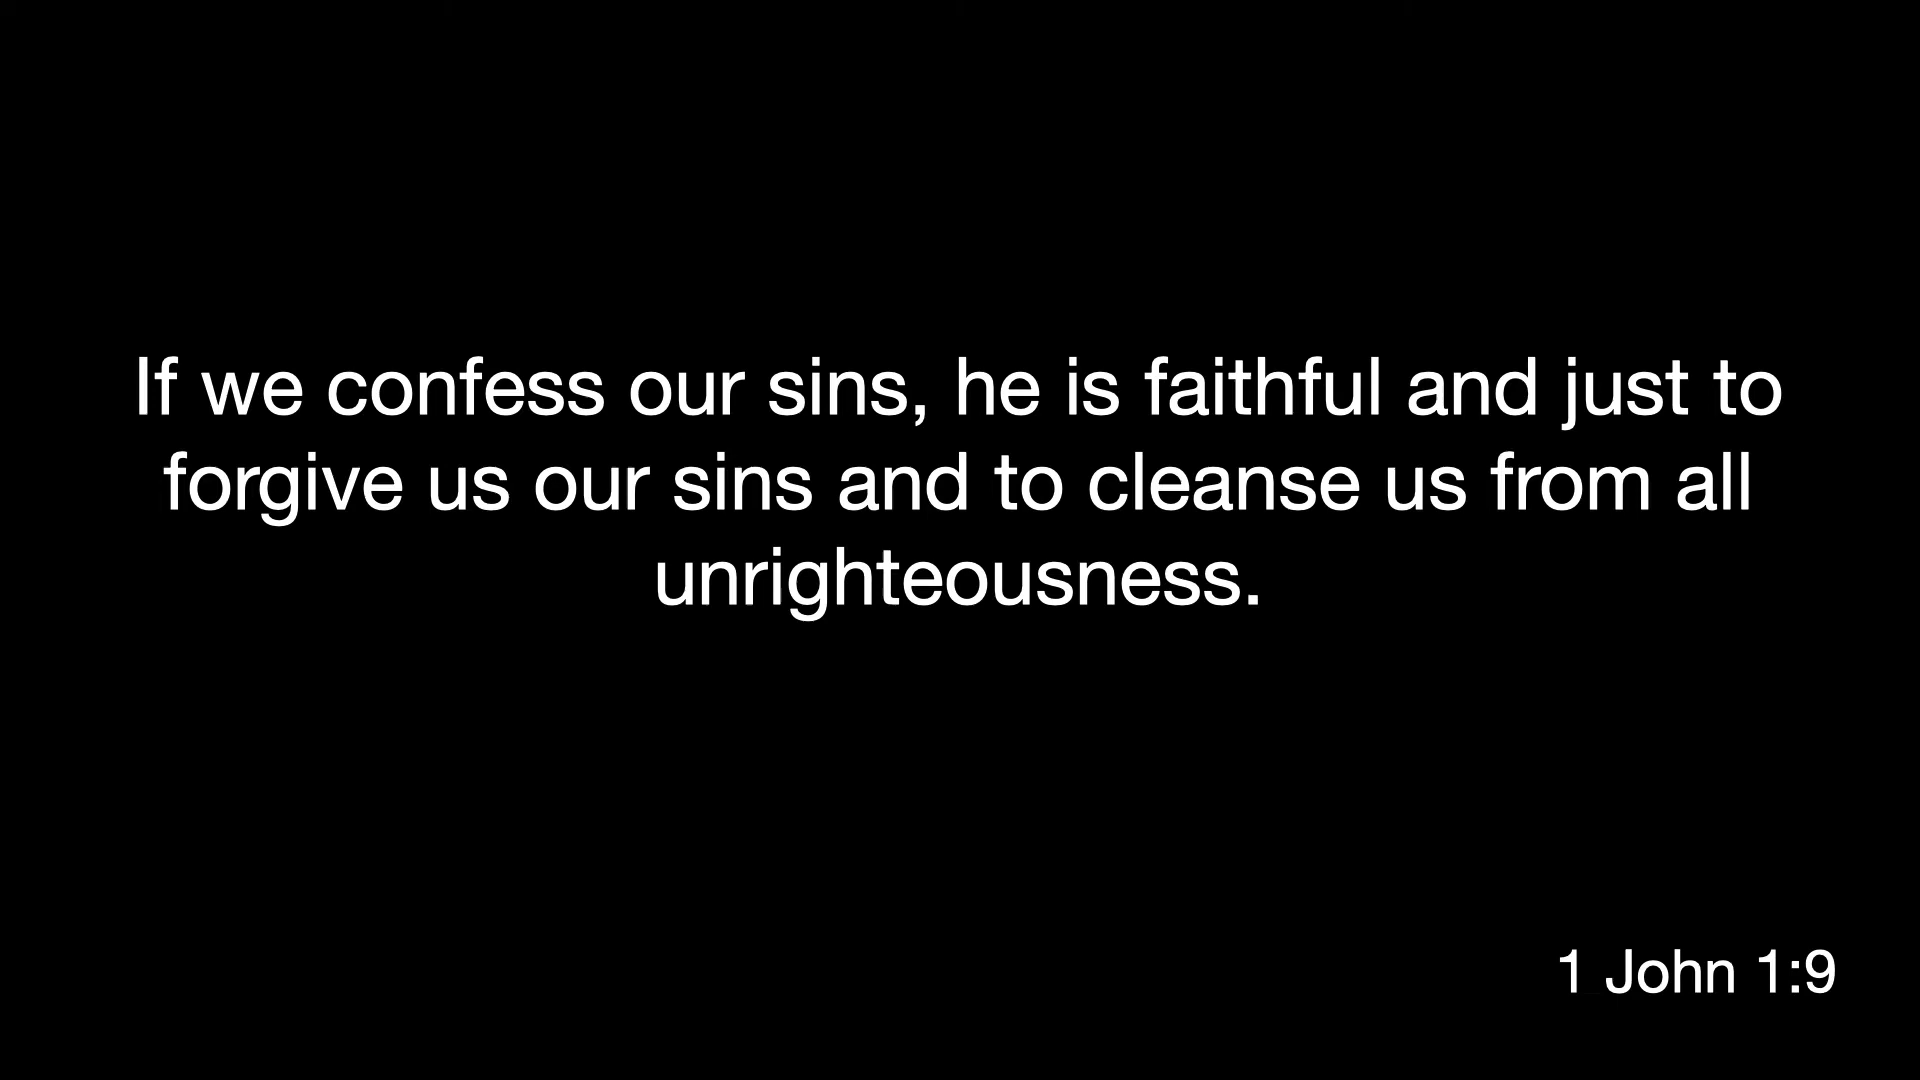 If we confess our sins, he is faithful and just to
forgive us our sins and to cleanse us from all
unrighteousness.
1 John 1:9